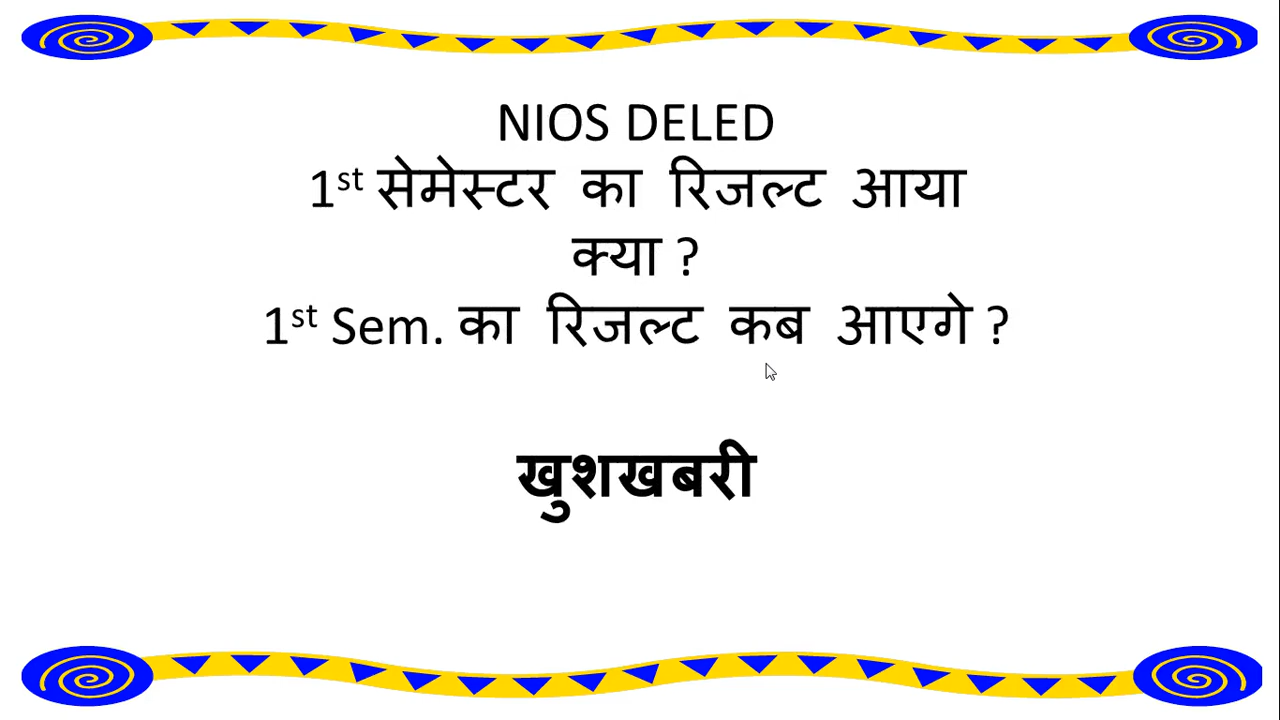 NIOS DELED
1st सेमेस्टर का रिजल्ट आया
क्या ?
1st Sem. का रिजल्ट कब आएगे ?
खुशखबरी